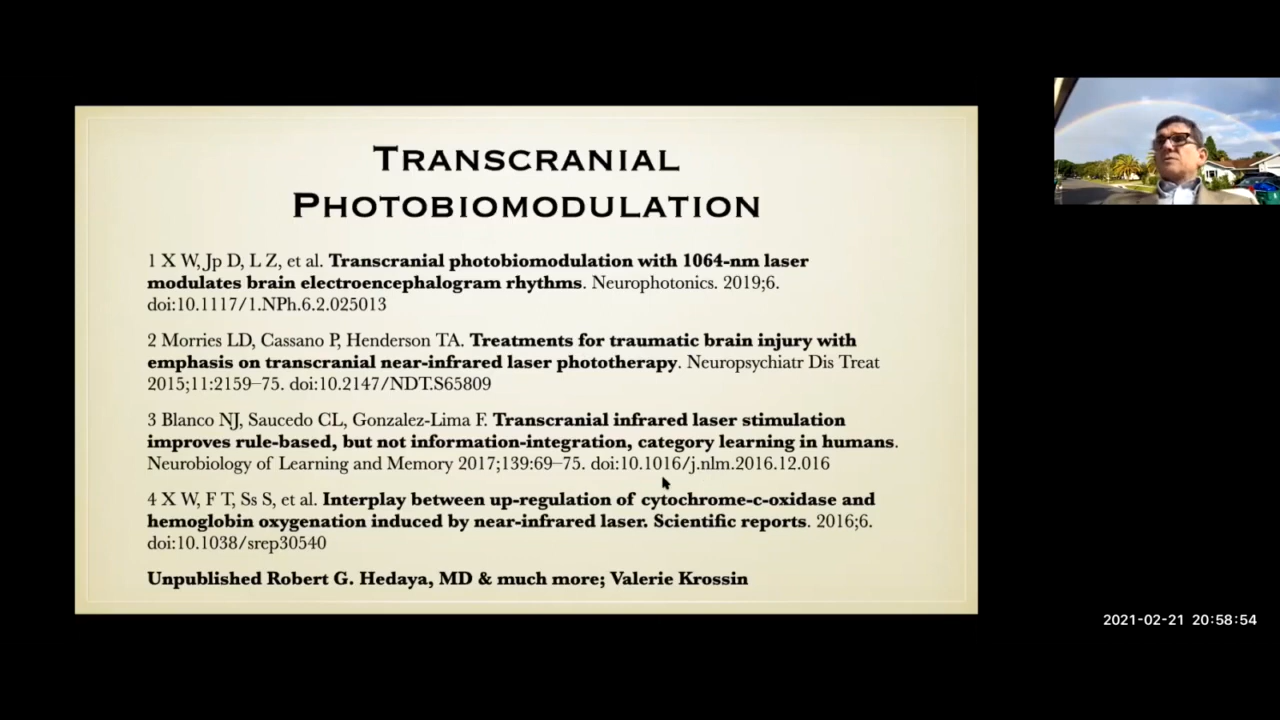 TRANSCRANIAL
PHOTOBIOMODULATION
1 X W, Jp D, L Z, et al. Transcranial photobiomodulation with 1064-nm laser
modulates brain electroencephalogram rhythms. Neurophotonics. 2019;6.
doi:10.1117/1.NPh.6.2.025013
2 Morries LD, Cassano P, Henderson TA. Treatments for traumatic brain injury with
emphasis on transcranial near-infrared laser phototherapy. Neuropsychiatr Dis Treat
2015;11:2159–75. doi:10.2147/NDT.S65809
3 Blanco NJ, Saucedo CL, Gonzalez-Lima F. Transcranial infrared laser stimulation
improves rule-based, but not information-integration, category learning in humans.
Neurobiology of Learning and Memory 2017;139:69–75. doi:10.1016/j.nlm.2016.12.016
4 X W, F T, Ss S, et al. Interplay between up-regulation of cytochrome-c-oxidase and
hemoglobin oxygenation induced by near-infrared laser. Scientific reports. 2016;6.
doi:10.1038/srep30540
Unpublished Robert G. Hedaya, MD & much more; Valerie Krossin
2021-02-21 20:58:54